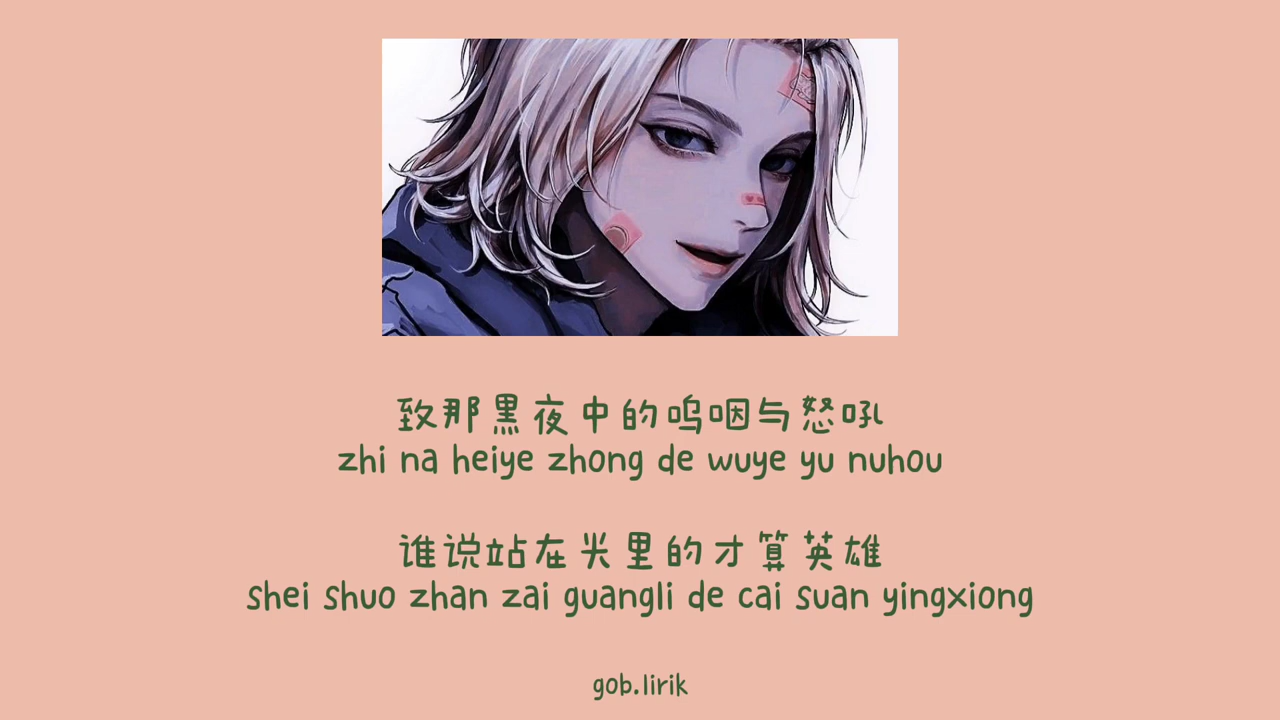 致那黑夜中的呜咽与怒吼
zhi na heiye zhong de wuye yu nuhou
谁说站在光里的才算英雄
shei shuo zhan zai guangli de cai suan yingxiong
gob.lirik